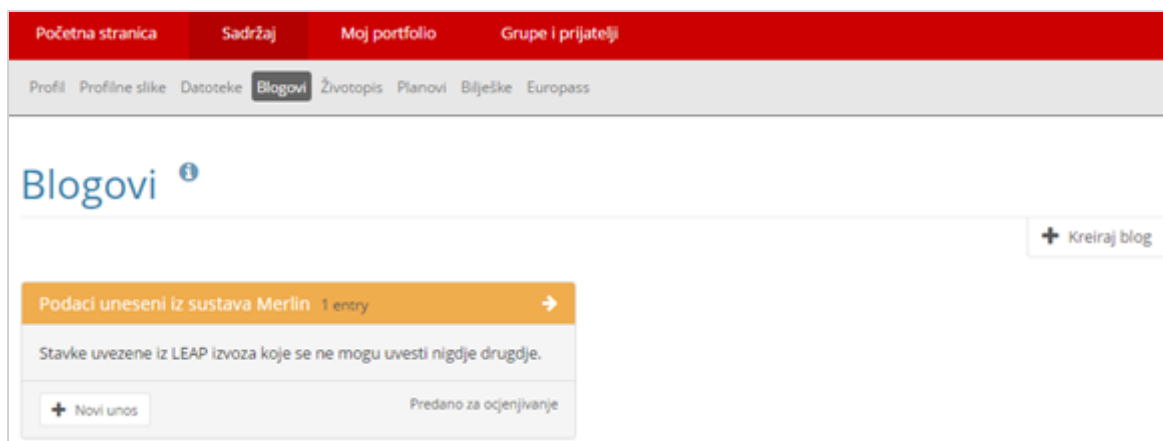 Početna stranica Sadržaj Moj portfolio Grupe i prijatelji
Profil Profilne slike Datoteke Blogovi Životopis Planovi Bilješke Europass
Blogovi
Kreiraj blog
Podaci uneseni iz sustava Merlin 1 entry
Stavke uvezene iz LEAP izvoza koje se ne mogu uvesti nigdje drugdje.
Novi unos Predano za ocjenjivanje